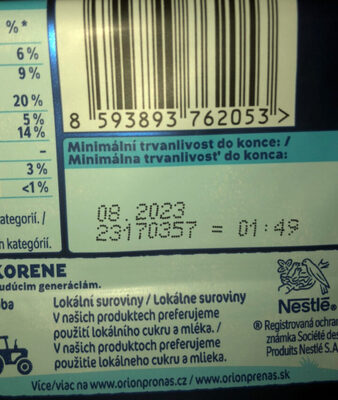 %*
6%
9%
20%
5%
14%
–
3%
<1%
8 593893 762053 >
Minimální trvanlivost do konce: /
Minimálna trvanlivosť do konca:
08.2023
23170357 = 01:49
kategórií.
KORENE
budúcim generáciám.
Lokální suroviny / Lokálne suroviny
V našich produktech preferujeme
použití lokálního cukru a mléka. /
V našich produktoch preferujeme
použitie lokálneho cukru a mlieka.
Více/viac na www.orionpronas.cz / www.orionprenas.sk
Nestlé®
® Registrovaná
známka Société des
Produits Nestlé S.A.